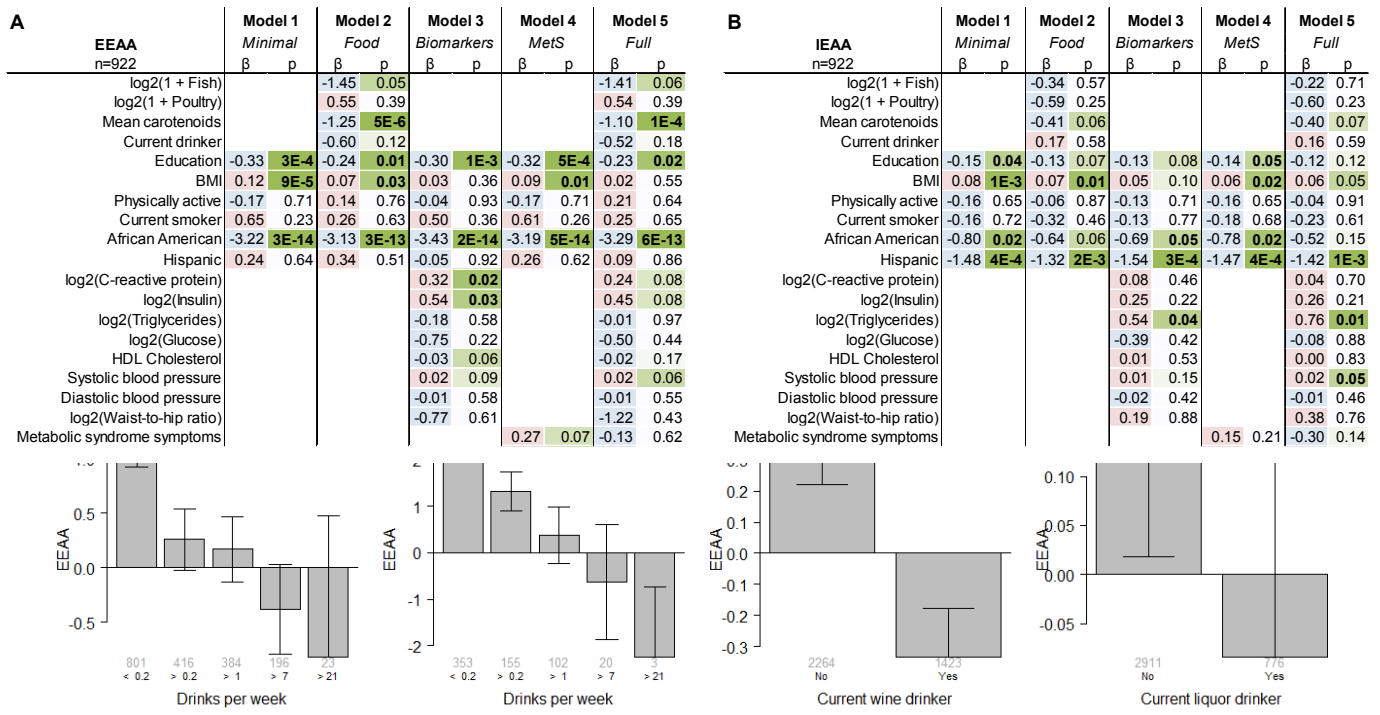 A
Model 1 Model 2 Model 3 Model 4 Model 5
EEAA Minimal Food Biomarkers MetS Full
n=922 β p β p β p β p β p
log2(1 + Fish) -1.45 0.05 -1.41 0.06
log2(1 + Poultry) 0.55 0.39 0.54 0.39
Mean carotenoids -1.25 5E-6 -1.10 1E-4
Current drinker -0.60 0.12 -0.52 0.18
Education -0.33 3E-4 -0.24 0.01 -0.30 1E-3 -0.32 5E-4 -0.23 0.02
BMI 0.12 9E-5 0.07 0.03 0.03 0.36 0.09 0.01 0.02 0.55
Physically active -0.17 0.71 0.14 0.76 -0.04 0.93 -0.17 0.71 0.21 0.64
Current smoker 0.65 0.23 0.26 0.63 0.50 0.36 0.61 0.26 0.25 0.65
African American -3.22 3E-14 -3.13 3E-13 -3.43 2E-14 -3.19 5E-14 -3.29 6E-13
Hispanic 0.24 0.64 0.34 0.51 -0.05 0.92 0.26 0.62 0.09 0.86
log2(C-reactive protein) 0.32 0.02 0.24 0.08
log2(Insulin) 0.54 0.03 0.45 0.08
log2(Triglycerides) -0.18 0.58 -0.01 0.97
log2(Glucose) -0.75 0.22 -0.50 0.44
HDL Cholesterol -0.03 0.06 -0.02 0.17
Systolic blood pressure 0.02 0.09 0.02 0.06
Diastolic blood pressure -0.01 0.58 -0.01 0.55
log2(Waist-to-hip ratio) -0.77 0.61 -1.22 0.43
Metabolic syndrome symptoms 0.27 0.07 -0.13 0.62
B
Model 1 Model 2 Model 3 Model 4 Model 5
IEAA Minimal Food Biomarkers MetS Full
n=922 β p β p β p β p β p
log2(1 + Fish) -0.34 0.57 -0.22 0.71
log2(1 + Poultry) -0.59 0.25 -0.60 0.23
Mean carotenoids -0.41 0.06 -0.40 0.07
Current drinker 0.17 0.58 0.16 0.59
Education -0.15 0.04 -0.13 0.07 -0.13 0.08 -0.14 0.05 -0.12 0.12
BMI 0.08 1E-3 0.07 0.01 0.05 0.10 0.06 0.02 0.06 0.05
Physically active -0.16 0.65 -0.06 0.87 -0.13 0.71 -0.16 0.65 -0.04 0.91
Current smoker -0.16 0.72 -0.32 0.46 -0.13 0.77 -0.18 0.68 -0.23 0.61
African American -0.80 0.02 -0.64 0.06 -0.69 0.05 -0.78 0.02 -0.52 0.15
Hispanic -1.48 4E-4 -1.32 2E-3 -1.54 3E-4 -1.47 4E-4 -1.42 1E-3
log2(C-reactive protein) 0.08 0.46 0.04 0.70
log2(Insulin) 0.25 0.22 0.26 0.21
log2(Triglycerides) 0.54 0.04 0.76 0.01
log2(Glucose) -0.39 0.42 -0.08 0.88
HDL Cholesterol 0.01 0.53 0.00 0.83
Systolic blood pressure 0.01 0.15 0.02 0.05
Diastolic blood pressure -0.02 0.42 -0.01 0.46
log2(Waist-to-hip ratio) 0.19 0.88 0.38 0.76
Metabolic syndrome symptoms 0.15 0.21 -0.30 0.14
EEAA
0.5
0.0
-0.5
801 416 384 196 23
< 0.2 > 0.2 > 1 > 7 > 21
Drinks per week
EEAA
2
1
0
-1
-2
353 155 102 20 3
< 0.2 > 0.2 > 1 > 7 > 21
Drinks per week
EEAA
0.2
0.1
0.0
-0.1
-0.2
-0.3
2264 1423
No Yes
Current wine drinker
EEAA
0.10
0.05
0.00
-0.05
2911 776
No Yes
Current liquor drinker